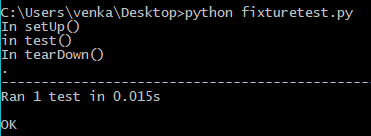 C:\Users\venka\Desktop>python fixturetest.py
In setUp()
in test()
In tearDown()
.
----------------------------------------------------------------------
Ran 1 test in 0.015s
OK